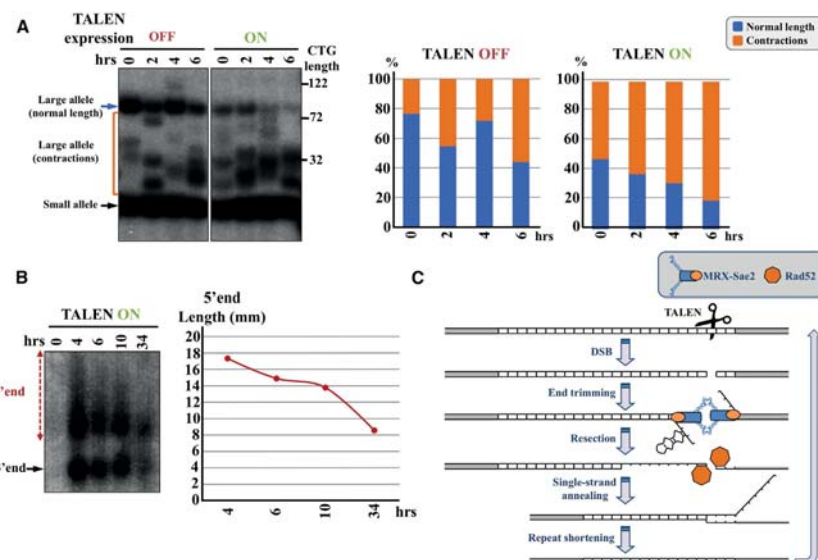 A
TALEN
expression
OFF
ON
hrs
0 2 4 6
0 2 4 6
CTG
length
122
72
32
Large allele
(normal length)
Large allele
(contractions)
Small allele
Normal length
Contractions
%
TALEN OFF
100
80
60
40
20
0
0 2 4 6 hrs
%
TALEN ON
100
80
60
40
20
0
0 2 4 6 hrs
B
TALEN ON
hrs
0 4 6 10 34
'end
'end
5'end
Length (mm)
20
18
16
14
12
10
8
6
4
2
0
4 6 10 34 hrs
C
MRX-Sae2
Rad52
TALEN
DSB
End trimming
Resection
Single-strand
annealing
Repeat shortening